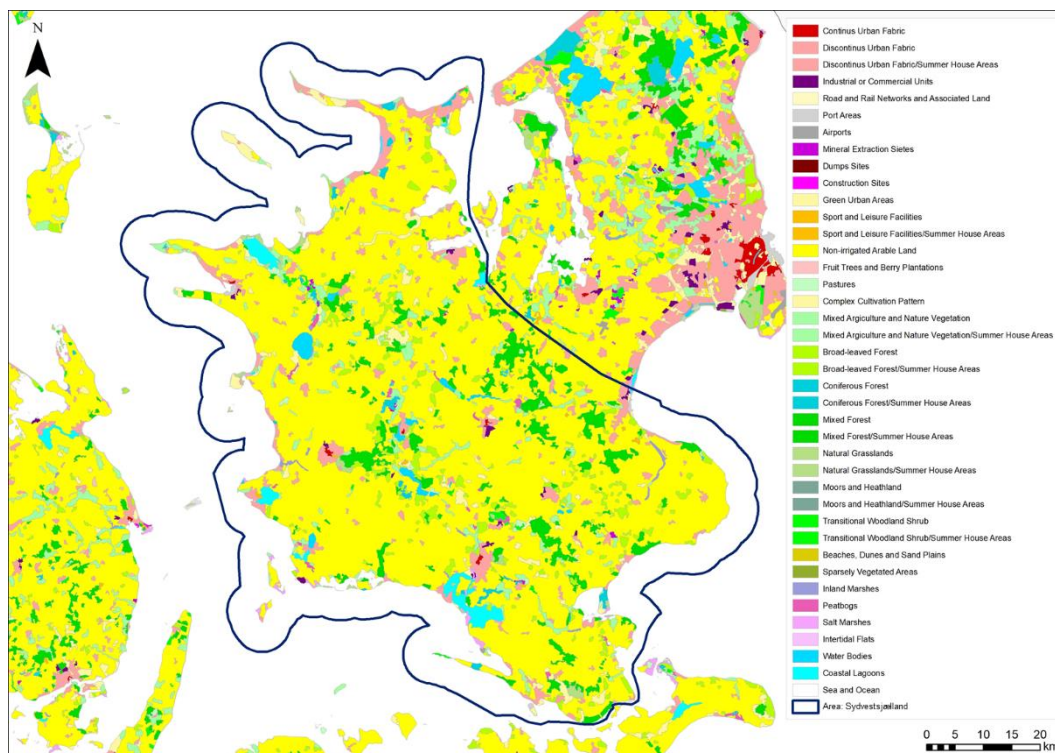 N
Continus Urban Fabric
Discontinus Urban Fabric
Discontinus Urban Fabric/Summer House Areas
Industrial or Commercial Units
Road and Rail Networks and Associated Land
Port Areas
Airports
Mineral Extraction Sietes
Dumps Sites
Construction Sites
Green Urban Areas
Sport and Leisure Facilities
Sport and Leisure Facilities/Summer House Areas
Non-irrigated Arable Land
Fruit Trees and Berry Plantations
Pastures
Complex Cultivation Pattern
Mixed Argiculture and Nature Vegetation
Mixed Argiculture and Nature Vegetation/Summer House Areas
Broad-leaved Forest
Broad-leaved Forest/Summer House Areas
Coniferous Forest
Coniferous Forest/Summer House Areas
Mixed Forest
Mixed Forest/Summer House Areas
Natural Grasslands
Natural Grasslands/Summer House Areas
Moors and Heathland
Moors and Heathland/Summer House Areas
Transitional Woodland Shrub
Transitional Woodland Shrub/Summer House Areas
Beaches, Dunes and Sand Plains
Sparsely Vegetated Areas
Inland Marshes
Peatbogs
Salt Marshes
Intertidal Flats
Water Bodies
Coastal Lagoons
Sea and Ocean
Area: Sydvestsjælland
0 5 10 15 20
km